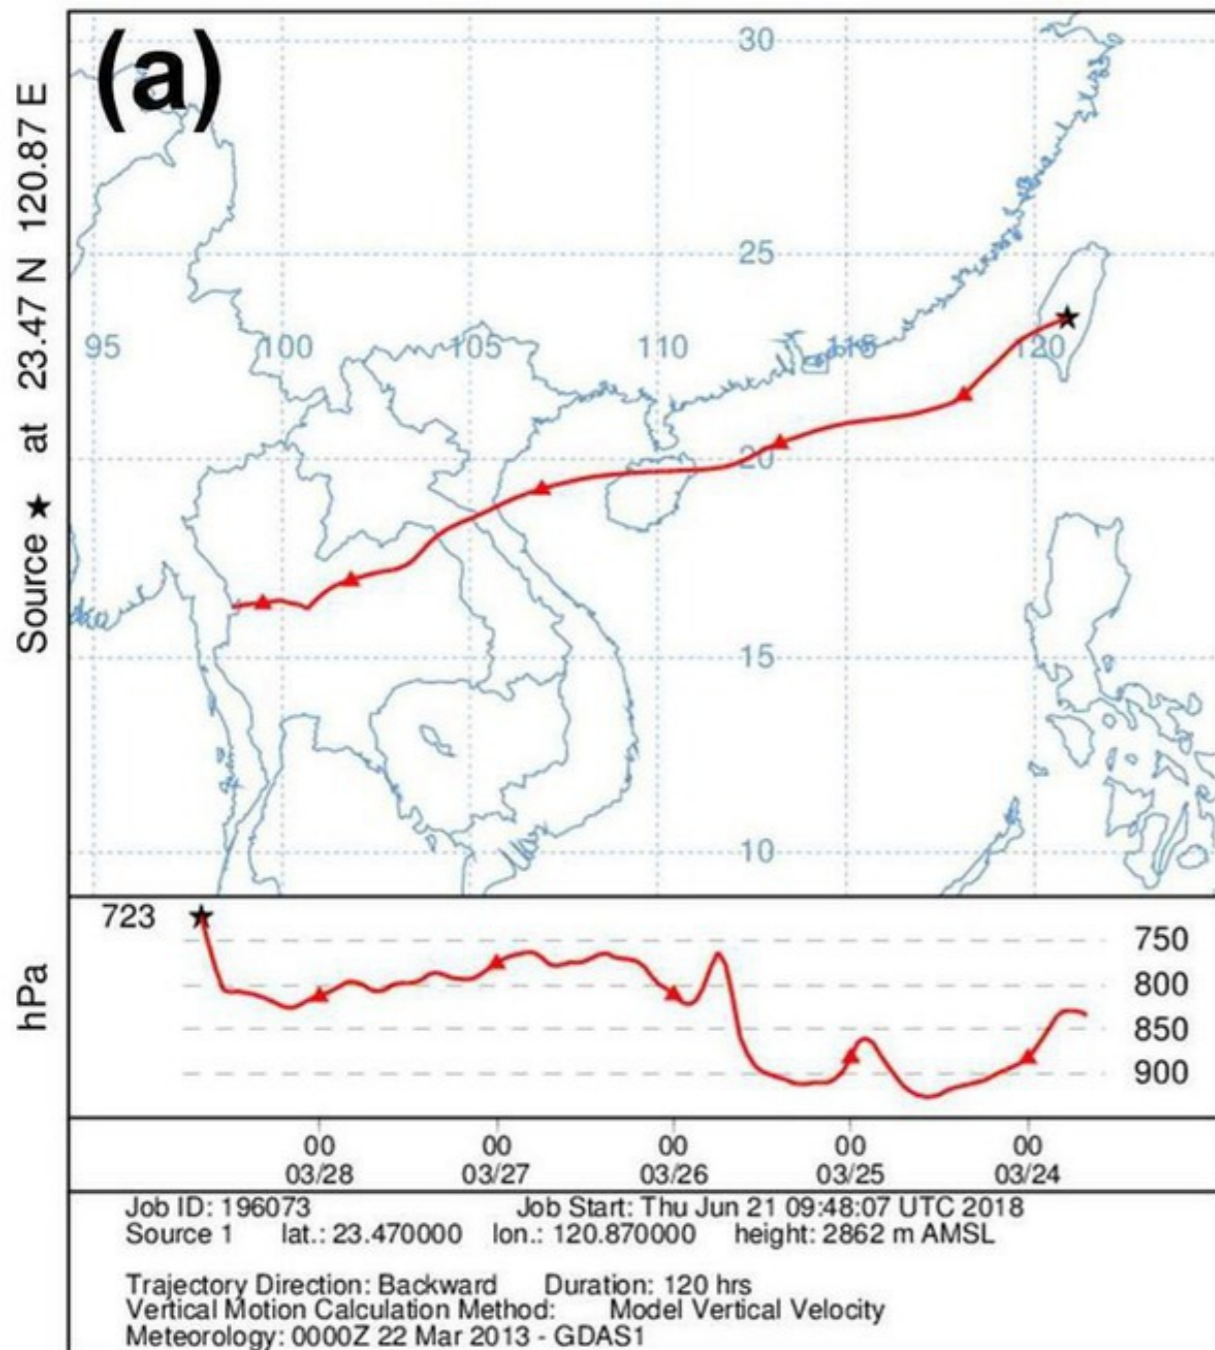 (a)
Source ★ at 23.47 N 120.87 E
30
25
95 100 105 110 115 120
20
15
10
hPa
723
750
800
850
900
00 00 00 00 00
03/28 03/27 03/26 03/25 03/24
Job ID: 196073 Job Start: Thu Jun 21 09:48:07 UTC 2018
Source 1 lat.: 23.470000 lon.: 120.870000 height: 2862 m AMSL
Trajectory Direction: Backward Duration: 120 hrs
Vertical Motion Calculation Method: Model Vertical Velocity
Meteorology: 0000Z 22 Mar 2013 - GDAS1